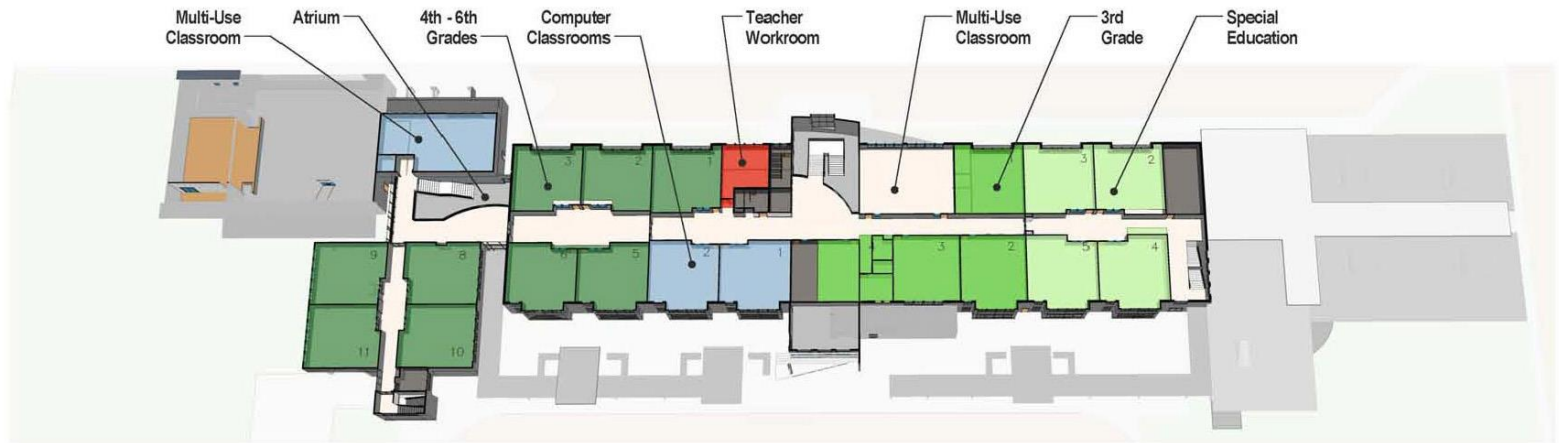 Multi-Use
Classroom
Atrium
4th - 6th
Grades
Computer
Classrooms
Teacher
Workroom
Multi-Use
Classroom
3rd
Grade
Special
Education
3
2
1
1
3
2
9
8
6
5
2
1
4
3
2
5
4
11
10